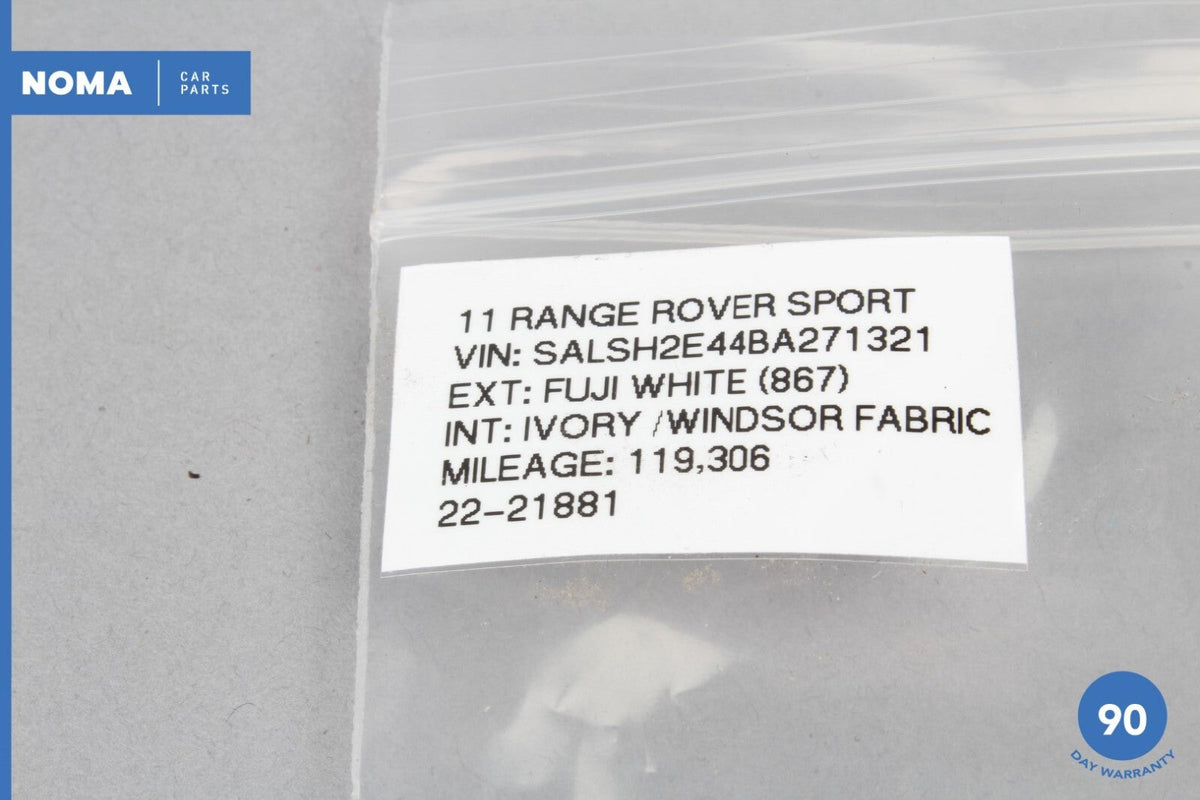 NOMA
CAR
PARTS
11 RANGE ROVER SPORT
VIN: SALSH2E44BA271321
EXT: FUJI WHITE (867)
INT: IVORY /WINDSOR FABRIC
MILEAGE: 119,306
22-21881
90
DAY WARRANTY